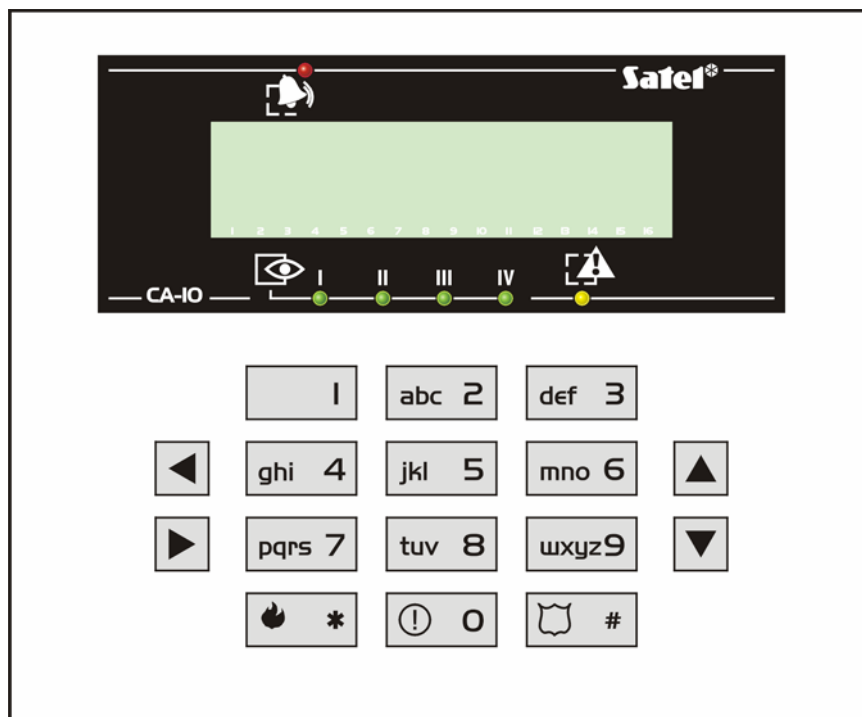 Satel
1 2 3 4 5 6 7 8 9 10 11 12 13 14 15 16
I II III IV
CA-10
1 abc 2 def 3
ghi 4 jkl 5 mno 6
pqrs 7 tuv 8 wxyz 9
* 0 #